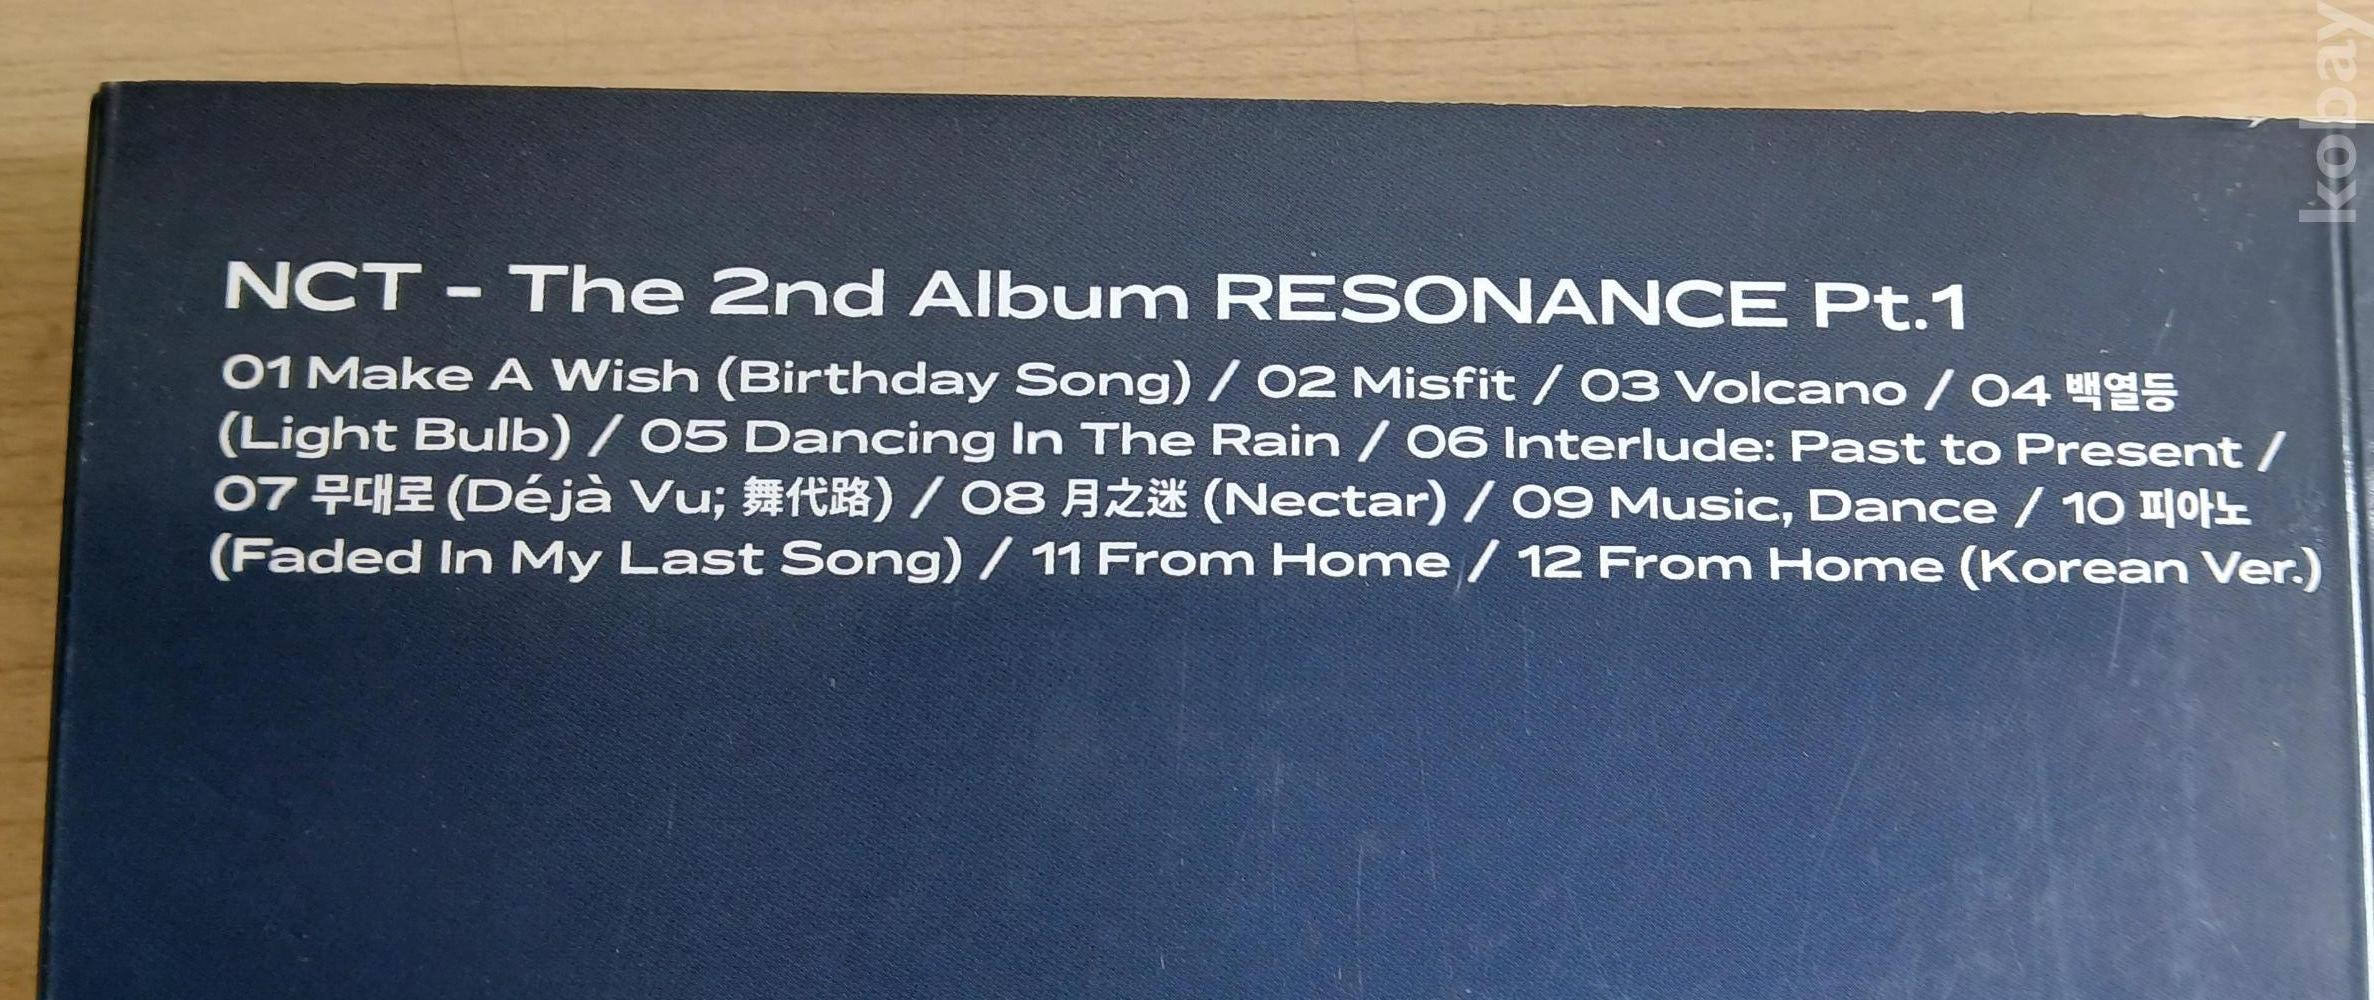 NCT - The 2nd Album RESONANCE Pt.1
01 Make A Wish (Birthday Song) / 02 Misfit / 03 Volcano / 04 백열등
(Light Bulb) / 05 Dancing In The Rain / 06 Interlude: Past to Present /
07 무대로 (Déjà Vu; 舞代路) / 08 月之迷 (Nectar) / 09 Music, Dance / 10 피아노
(Faded In My Last Song) / 11 From Home / 12 From Home (Korean Ver.)
kobay